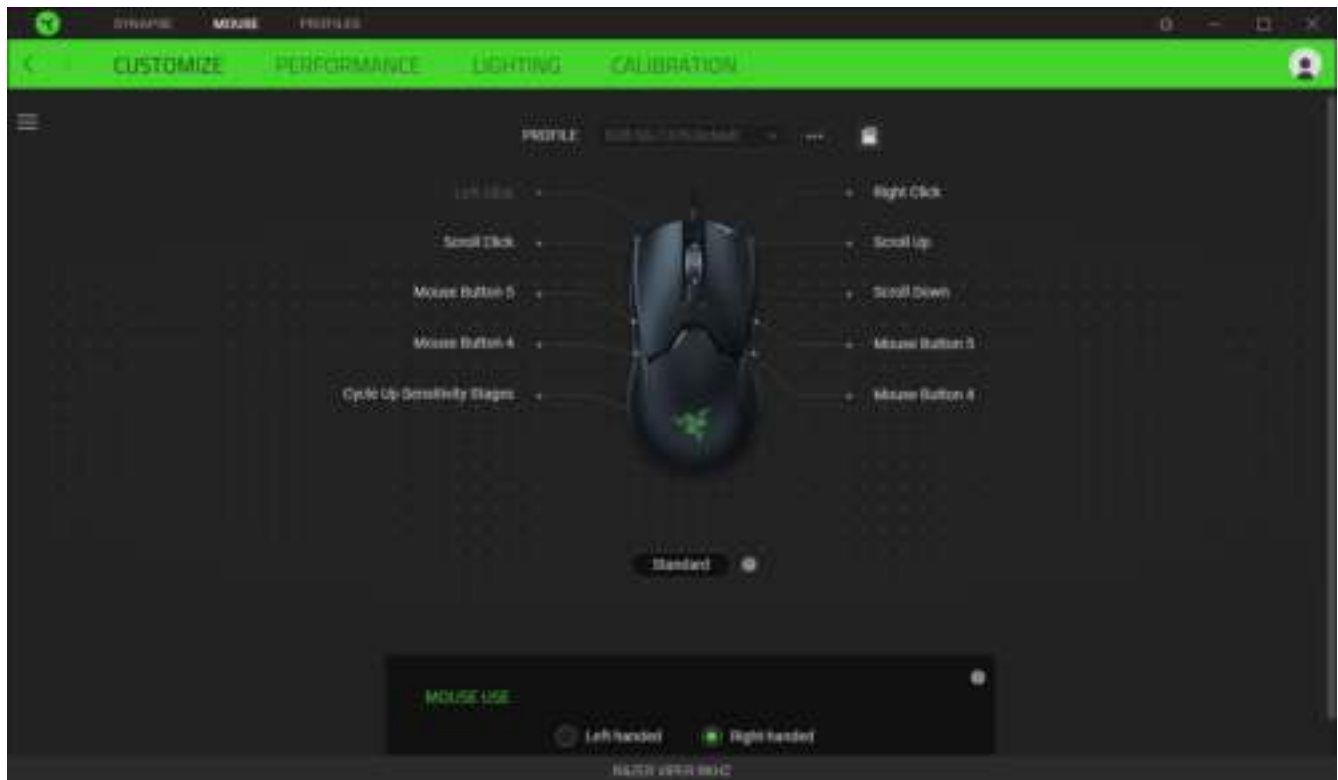 SYNAPSE MOUSE PROFILES
CUSTOMIZE PERFORMANCE LIGHTING CALIBRATION
PROFILE
Left Click Right Click
Scroll Click Scroll Up
Mouse Button 5 Scroll Down
Mouse Button 4 Mouse Button 5
Cycle Up Sensitivity Stages Mouse Button 4
Standard
MOUSE USE
Left handed Right handed
RAZER VIPER 8KHZ